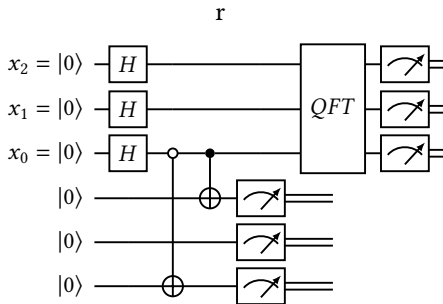 r
x₂ = |0⟩ H
x₁ = |0⟩ H QFT
x₀ = |0⟩ H
|0⟩
|0⟩
|0⟩